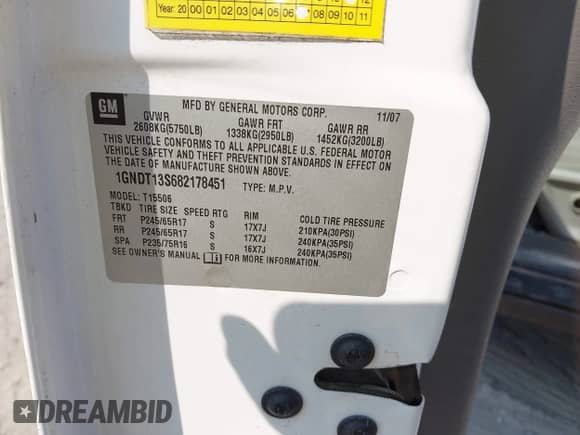 Year: 20 00 01 02 03 04 05 06 08 09 10 11
GM
MFD BY GENERAL MOTORS CORP. 11/07
GVWR GAWR FRT GAWR RR
2608KG(5750LB) 1338KG(2950LB) 1452KG(3200LB)
THIS VEHICLE CONFORMS TO ALL APPLICABLE U.S. FEDERAL MOTOR
VEHICLE SAFETY AND THEFT PREVENTION STANDARDS IN EFFECT ON
THE DATE OF MANUFACTURE SHOWN ABOVE.
1GNDT13S682178451 TYPE: M.P.V.
MODEL: T15506
TBKD TIRE SIZE SPEED RTG RIM COLD TIRE PRESSURE
FRT P245/65R17 S 17X7J 210KPA(30PSI)
RR P245/65R17 S 17X7J 240KPA(35PSI)
SPA P235/75R16 S 16X7J 240KPA(35PSI)
SEE OWNER'S MANUAL FOR MORE INFORMATION.
DREAMBID